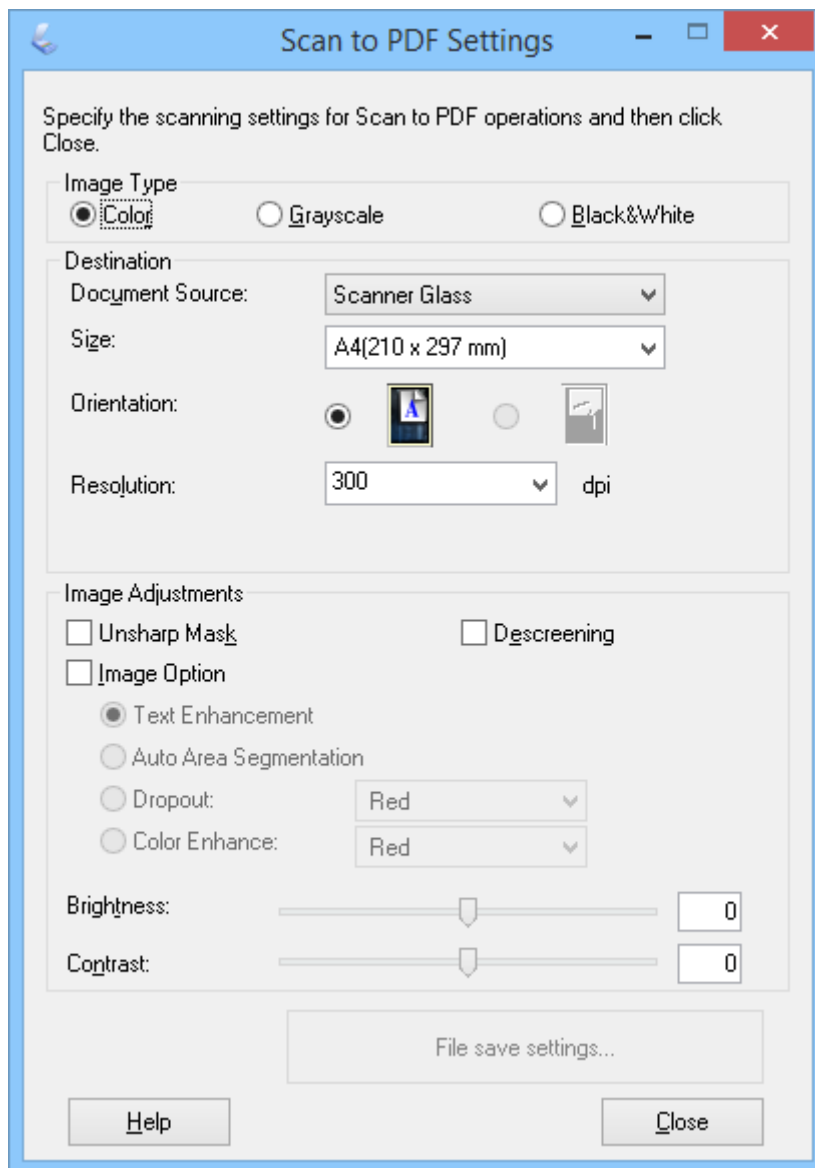 Scan to PDF Settings
Specify the scanning settings for Scan to PDF operations and then click
Close.
Image Type
Color Grayscale Black&White
Destination
Document Source: Scanner Glass
Size: A4(210 x 297 mm)
Orientation: A
Resolution: 300 dpi
Image Adjustments
Unsharp Mask Descreening
Image Option
Text Enhancement
Auto Area Segmentation
Dropout: Red
Color Enhance: Red
Brightness: 0
Contrast: 0
File save settings...
Help Close